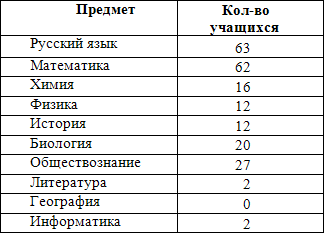 Предмет Кол-во
учащихся
Русский язык 63
Математика 62
Химия 16
Физика 12
История 12
Биология 20
Обществознание 27
Литература 2
География 0
Информатика 2